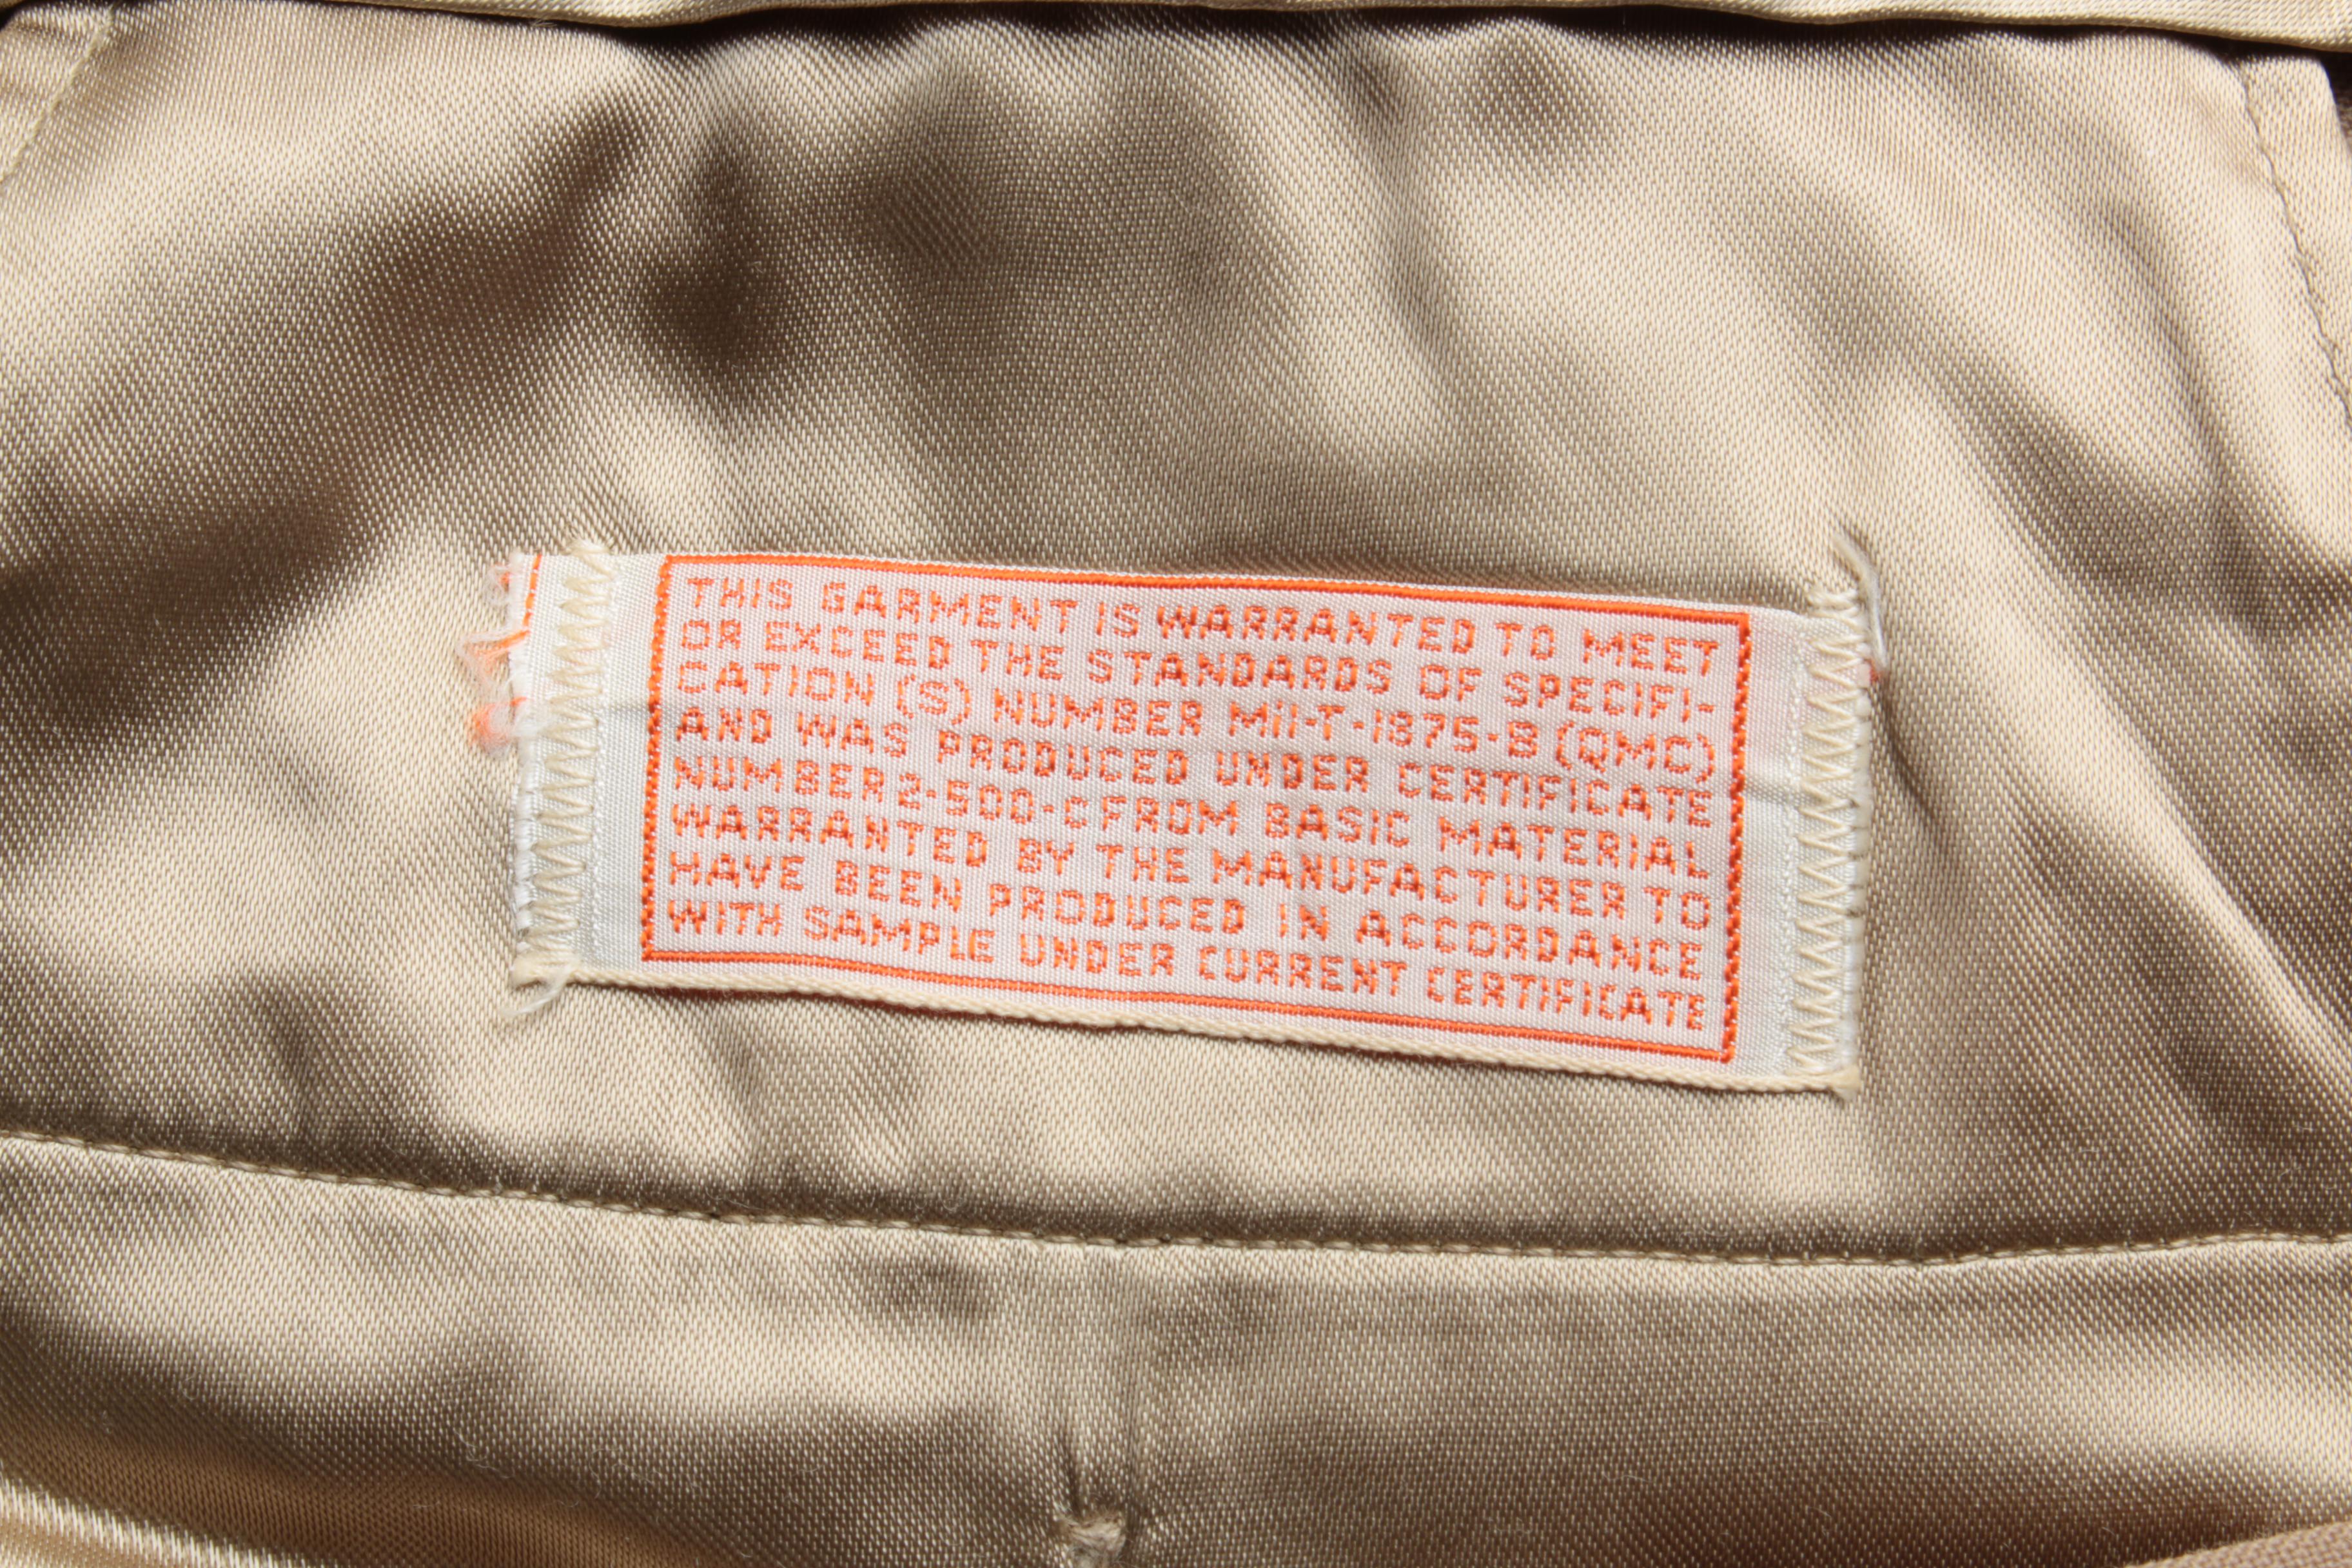 THIS GARMENT IS WARRANTED TO MEET
OR EXCEED THE STANDARDS OF SPECIFI-
CATION (S) NUMBER Mil-T-1875-B (QMC)
AND WAS PRODUCED UNDER CERTIFICATE
NUMBER 2-500-C FROM BASIC MATERIAL
WARRANTED BY THE MANUFACTURER TO
HAVE BEEN PRODUCED IN ACCORDANCE
WITH SAMPLE UNDER CURRENT CERTIFICATE